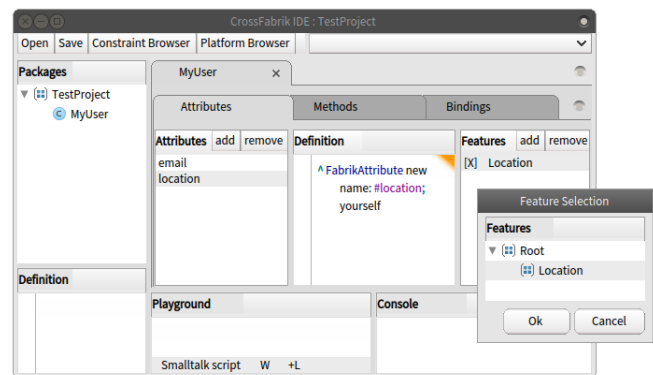 CrossFabrik IDE : TestProject
Open Save Constraint Browser Platform Browser
Packages
TestProject
C MyUser
MyUser ×
Attributes Methods Bindings
Attributes add remove
email
location
Definition
^ FabrikAttribute new
name: #location;
yourself
Features add remove
[X] Location
Feature Selection
Features
Root
Location
Ok Cancel
Definition
Playground
Smalltalk script W +L
Console